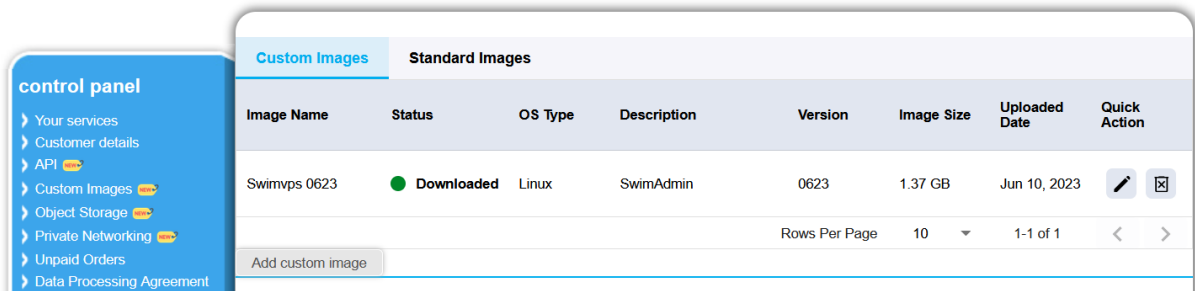 control panel
Your services
Customer details
API NEW
Custom Images NEW
Object Storage NEW
Private Networking NEW
Unpaid Orders
Data Processing Agreement
Custom Images Standard Images
Image Name Status OS Type Description Version Image Size Uploaded Date Quick Action
Swimvps 0623 Downloaded Linux SwimAdmin 0623 1.37 GB Jun 10, 2023
Rows Per Page 10 1-1 of 1
Add custom image